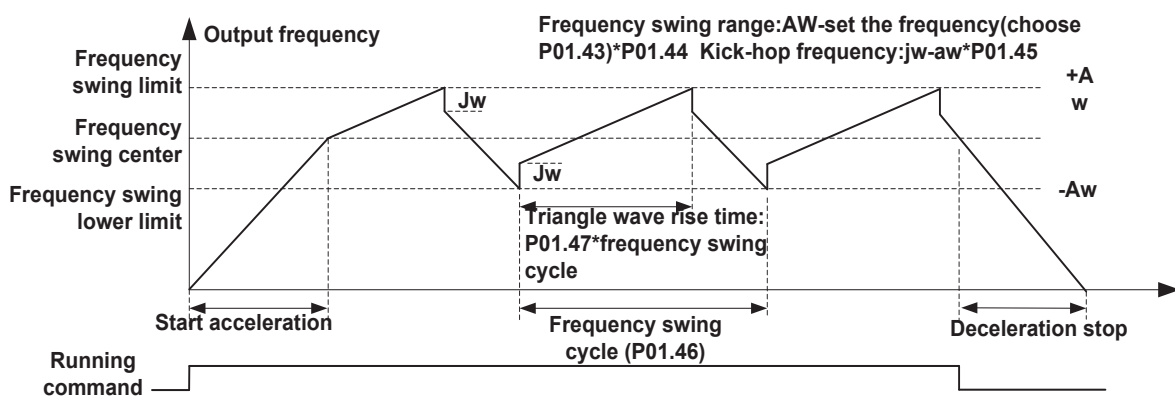 Output frequency
Frequency swing range:AW-set the frequency(choose
P01.43)*P01.44 Kick-hop frequency:jw-aw*P01.45
Frequency
swing limit
+A
w
Jw
Frequency
swing center
Jw
Frequency swing
lower limit
-Aw
Triangle wave rise time:
P01.47*frequency swing
cycle
Start acceleration
Frequency swing
cycle (P01.46)
Deceleration stop
Running
command